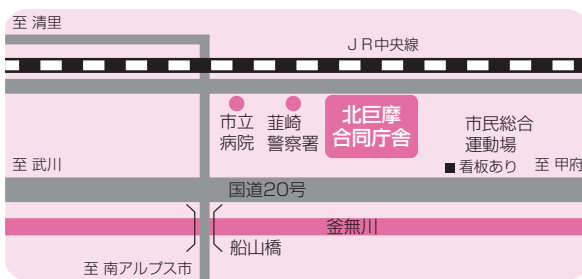 至 清里
JR中央線
市立
病院
韮崎
警察署
北巨摩
合同庁舎
市民総合
運動場
■看板あり
至 武川
至 甲府
国道20号
釜無川
船山橋
至 南アルプス市